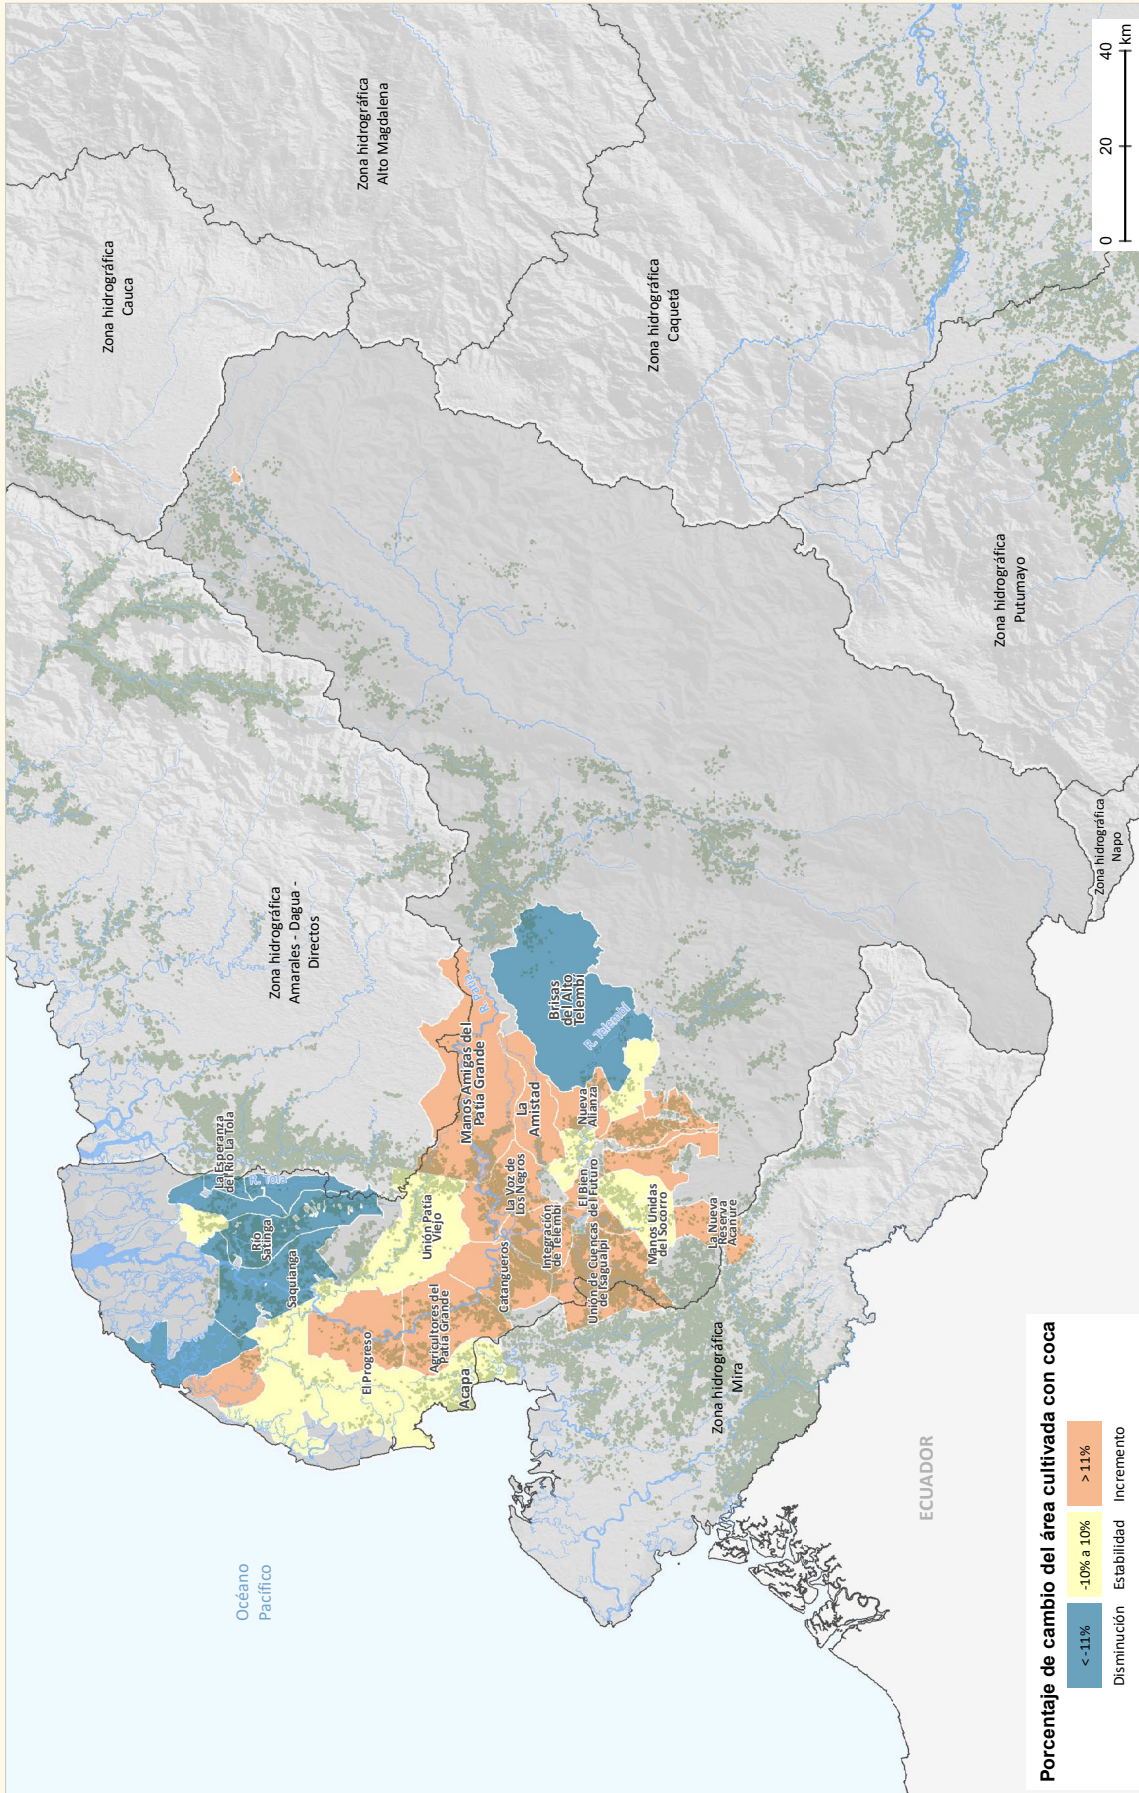 Zona hidrográfica
Cauca
Zona hidrográfica
Alto Magdalena
Zona hidrográfica
Amarales - Dagua -
Directos
Zona hidrográfica
Caquetá
Zona hidrográfica
Putumayo
Zona hidrográfica
Napo
Zona hidrográfica
Mira
La Esperanza
del Río La Tola
R. Tola
Río
Satinga
Saquianga
Unión Patía
Viejo
Manos Amigas del
Patía Grande
R. Patía
La
Amistad
Brisas
del Alto
Telembí
R. Telembí
Nueva
Alianza
La Voz de
Los Negros
El Bien
del Futuro
Integración
de Telembí
Catangueros
Unión de Cuencas
de Isagualpi
Manos Unidas
del Socorro
La Nueva
Reserva
Acanure
El Progreso
Agricultores del
Patía Grande
Acapa
Océano
Pacífico
ECUADOR
0 20 40
km
Porcentaje de cambio del área cultivada con coca
< -11% -10% a 10% > 11%
Disminución Estabilidad Incremento